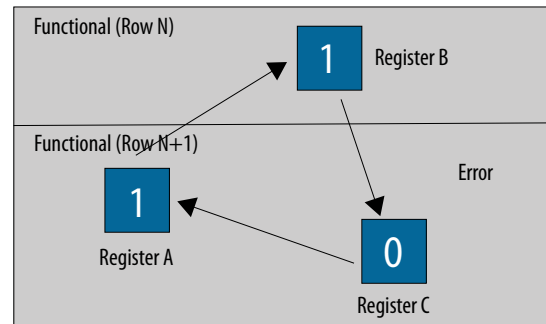 Functional (Row N)
1
Register B
Functional (Row N+1)
1
Error
Register A
0
Register C